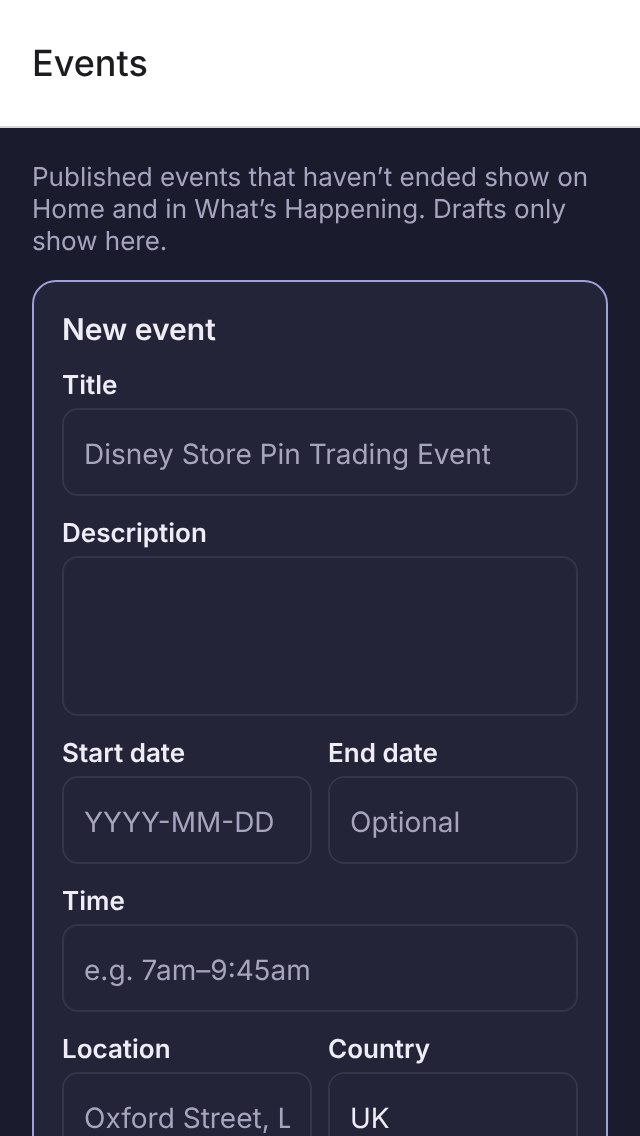 Events
Published events that haven’t ended show on
Home and in What’s Happening. Drafts only
show here.
New event
Title
Disney Store Pin Trading Event
Description
Start date
End date
YYYY-MM-DD
Optional
Time
e.g. 7am–9:45am
Location
Country
Oxford Street, L
UK